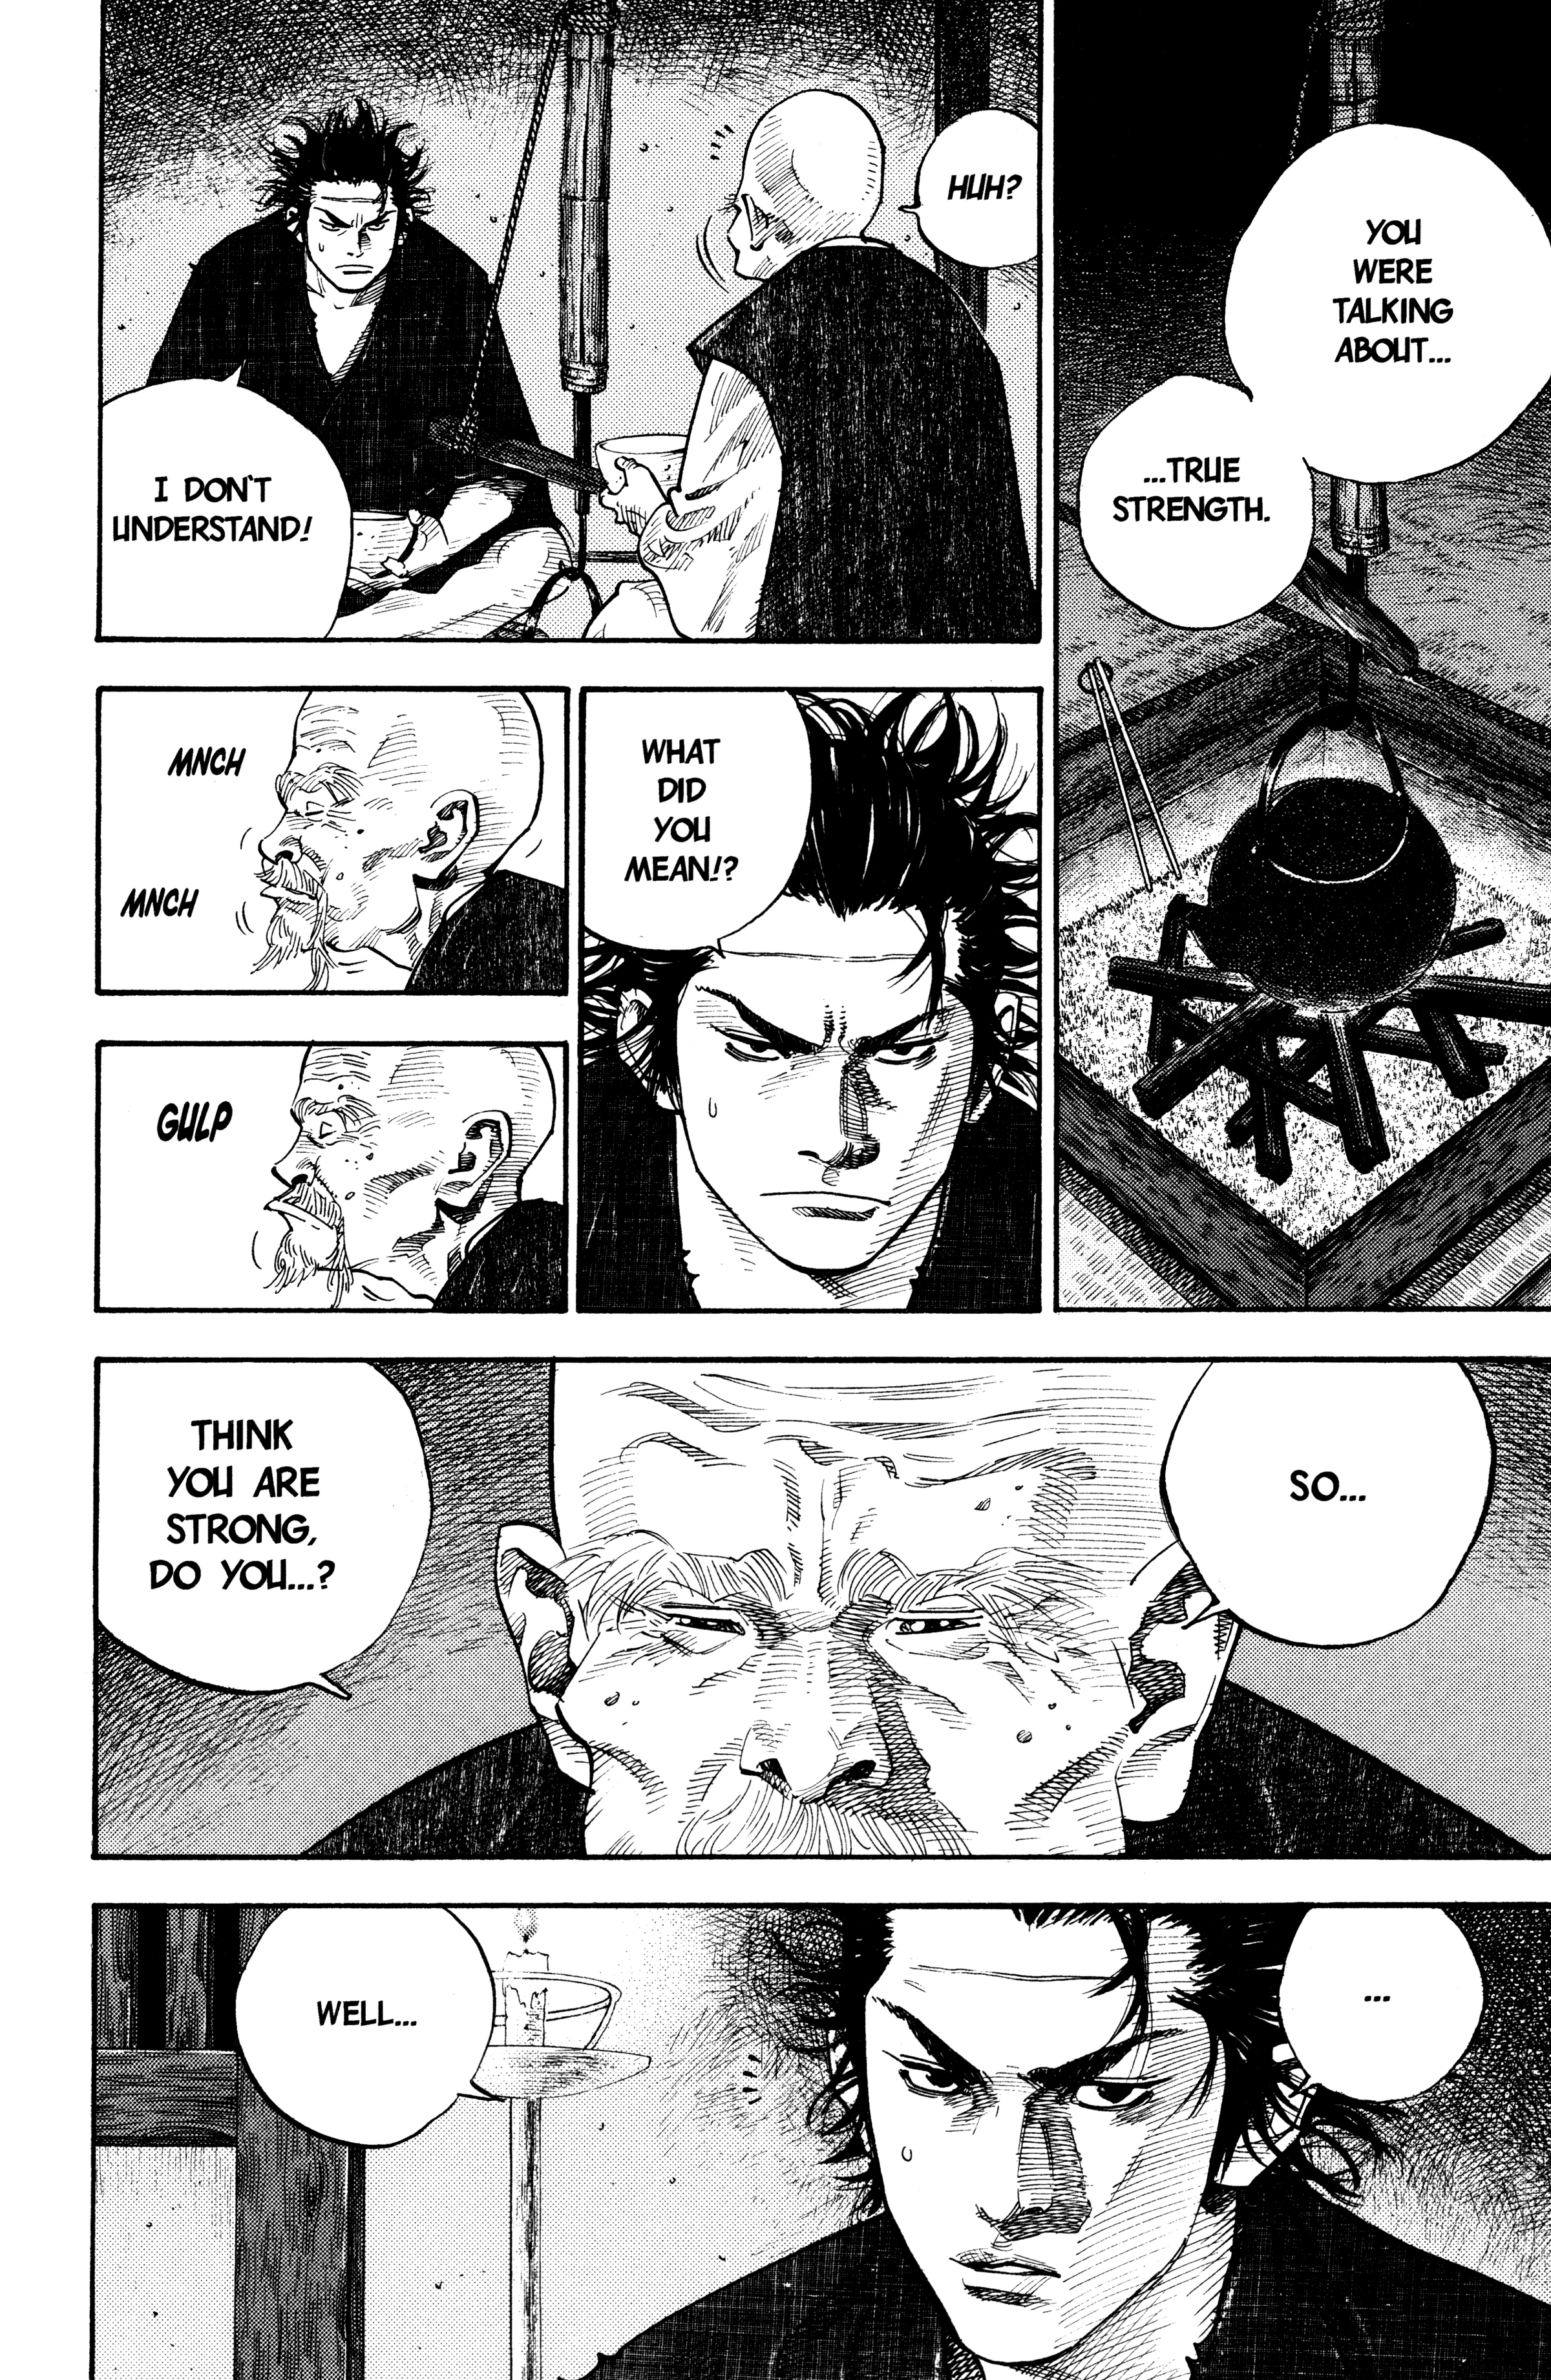 YOU
WERE
TALKING
ABOUT...
...TRUE
STRENGTH.
HUH?
I DON'T
UNDERSTAND!
WHAT
DID
YOU
MEAN!?
MNCH
MNCH
GULP
SO...
THINK
YOU ARE
STRONG,
DO YOU...?
...
WELL...